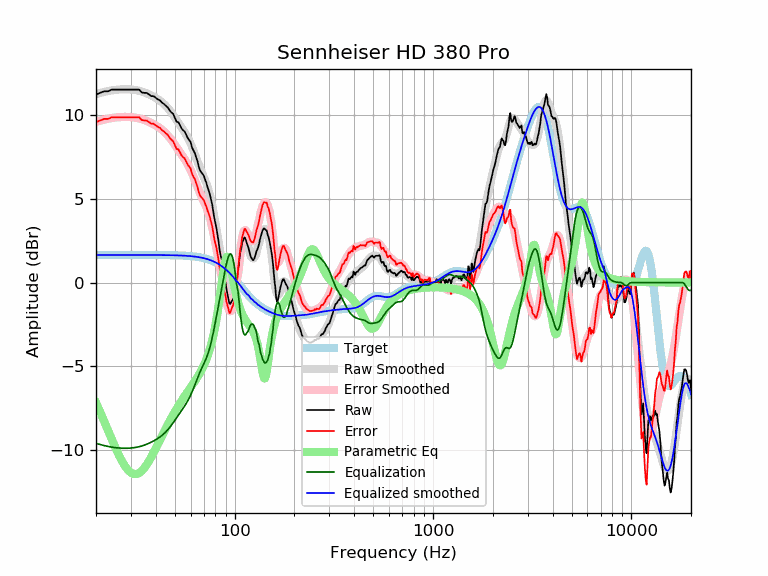 Sennheiser HD 380 Pro
Amplitude (dBr)
10
5
0
−5
−10
Target
Raw Smoothed
Error Smoothed
Raw
Error
Parametric Eq
Equalization
Equalized smoothed
100
1000
10000
Frequency (Hz)